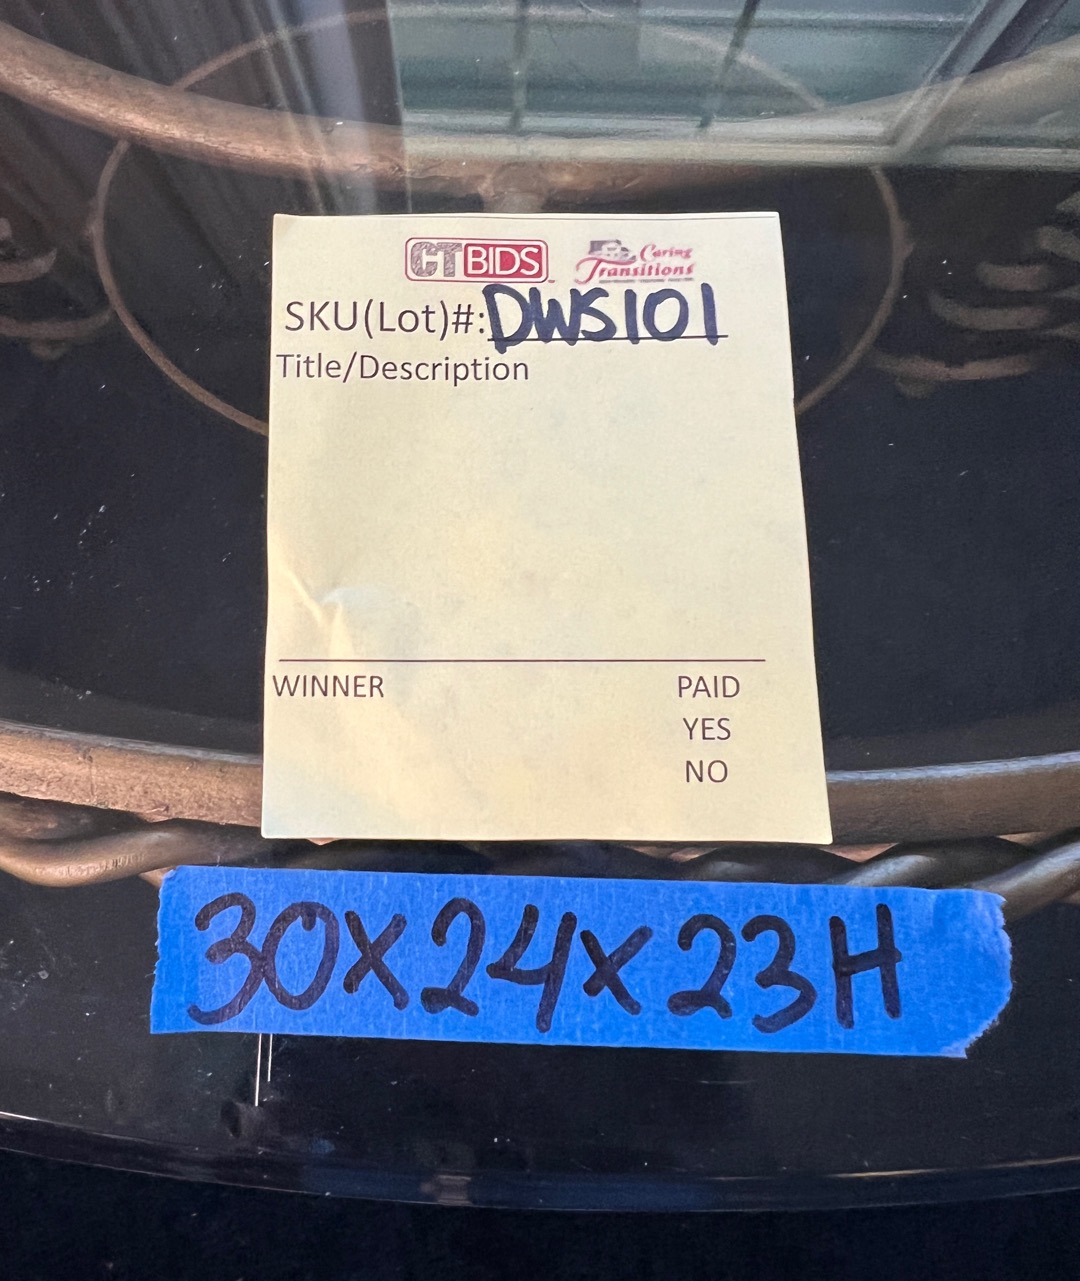 CTBIDS
Caring
Transitions
SKU(Lot)#: DWS101
Title/Description
WINNER PAID
YES
NO
30x24x23H